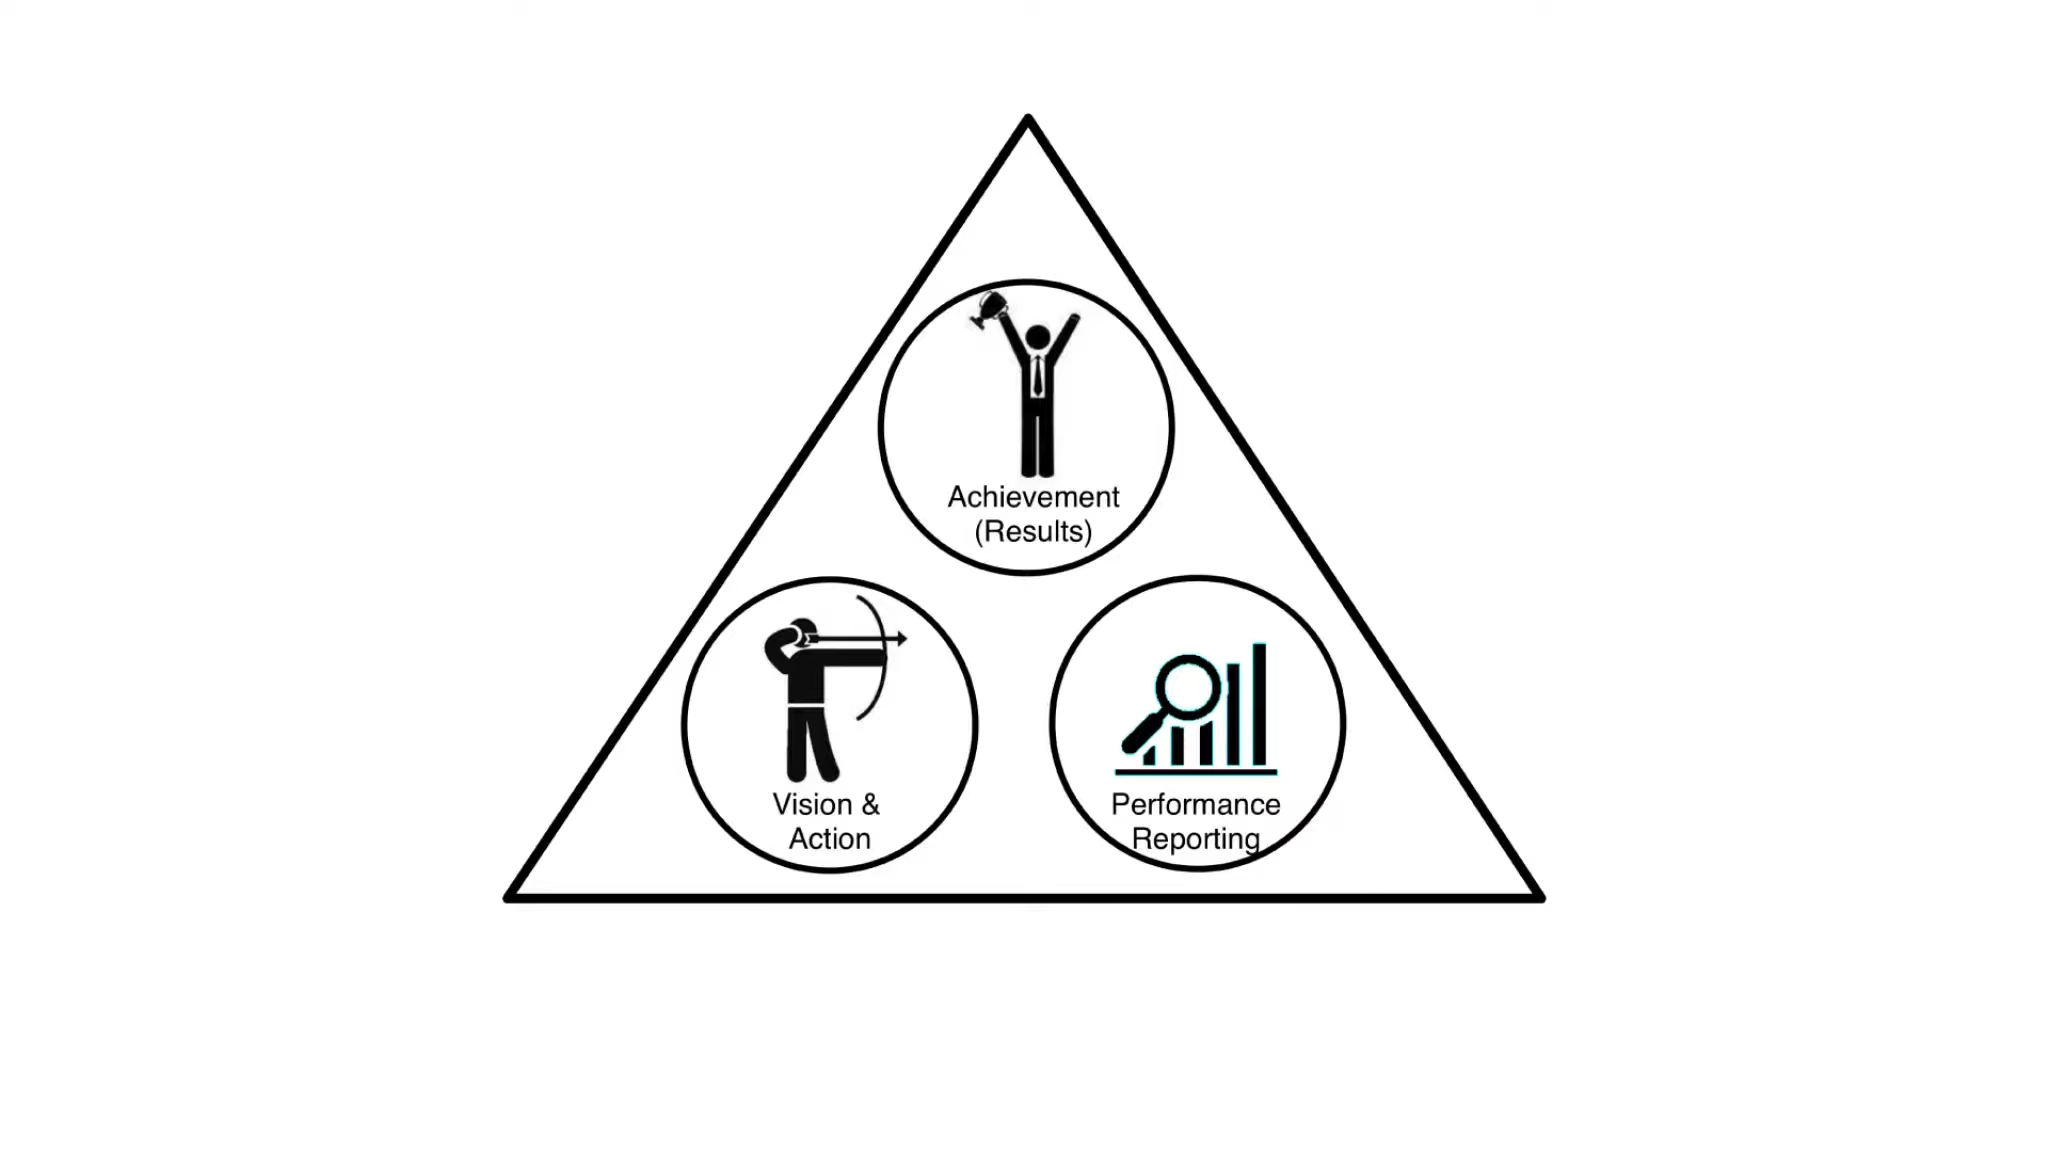 Achievement
(Results)
Vision &
Action
Performance
Reporting